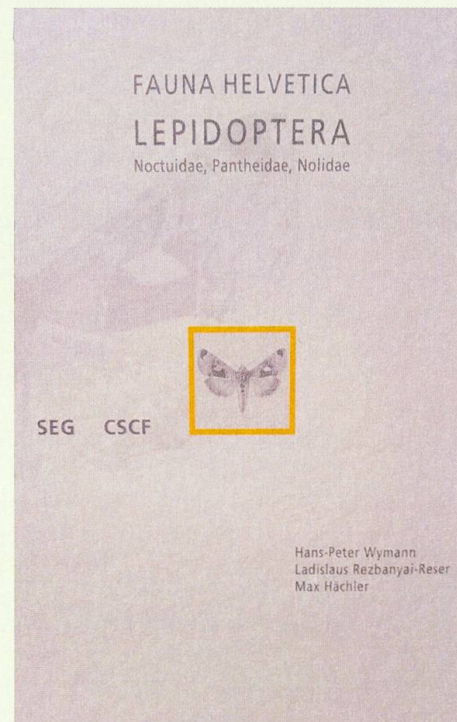 FAUNA HELVETICA
LEPIDOPTERA
Noctuidae, Pantheidae, Nolidae
SEG CSCF
Hans-Peter Wymann
Ladislaus Rezbanyai-Reser
Max Hächler